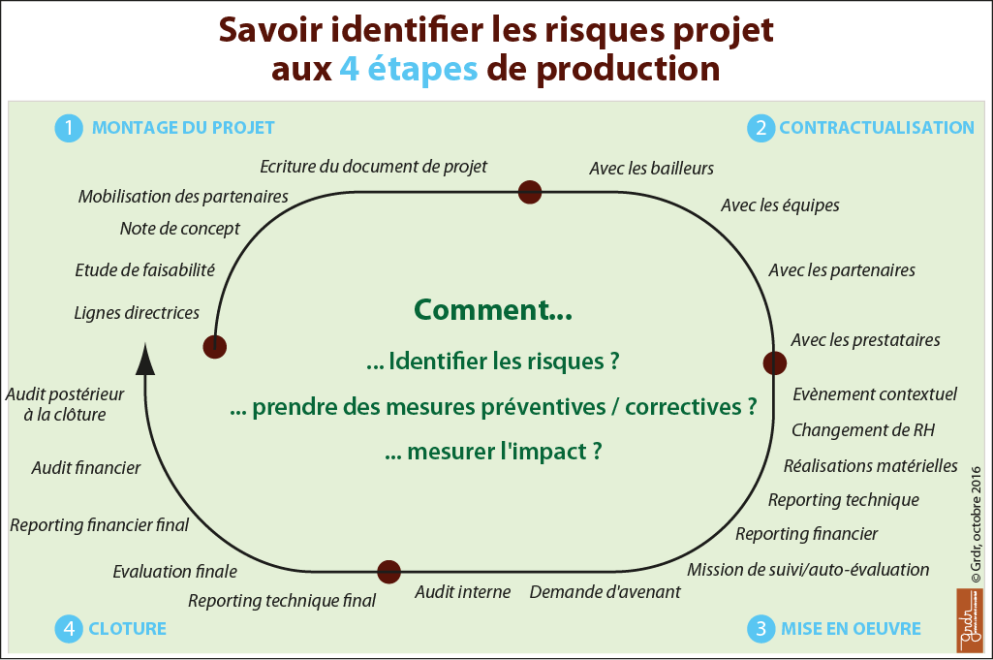 Savoir identifier les risques projet
aux 4 étapes de production
1 MONTAGE DU PROJET
Lignes directrices
Etude de faisabilité
Note de concept
Mobilisation des partenaires
Ecriture du document de projet
2 CONTRACTUALISATION
Avec les bailleurs
Avec les équipes
Avec les partenaires
Avec les prestataires
Comment...
... Identifier les risques ?
... prendre des mesures préventives / correctives ?
... mesurer l'impact ?
Evènement contextuel
Changement de RH
Réalisations matérielles
Reporting technique
Reporting financier
Mission de suivi/auto-évaluation
Demande d'avenant
Audit interne
3 MISE EN OEUVRE
Reporting technique final
Evaluation finale
Reporting financier final
Audit financier
Audit postérieur
à la clôture
4 CLOTURE
© Grdr, octobre 2016
grdr